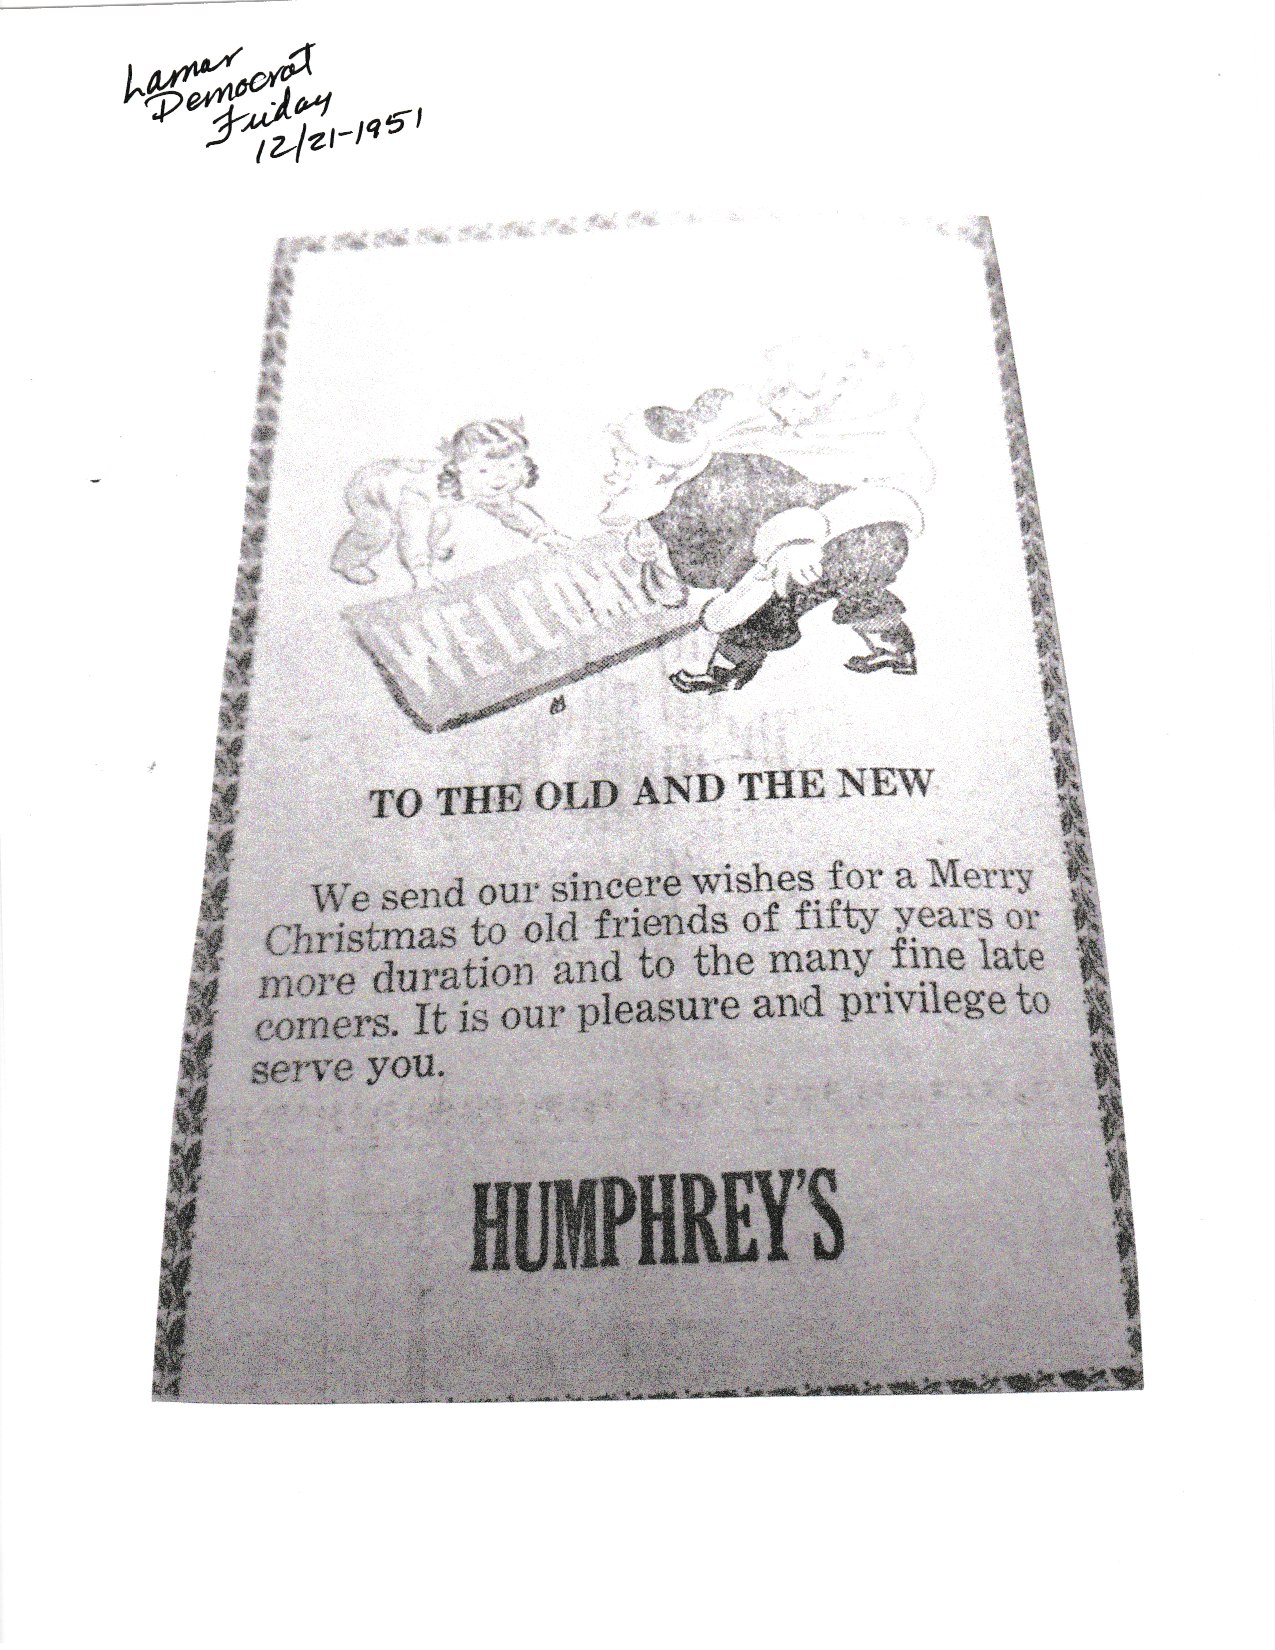 Lamar
Democrat
Friday
12/21-1951
WELCOME
TO THE OLD AND THE NEW
We send our sincere wishes for a Merry
Christmas to old friends of fifty years or
more duration and to the many fine late
comers. It is our pleasure and privilege to
serve you.
HUMPHREY'S